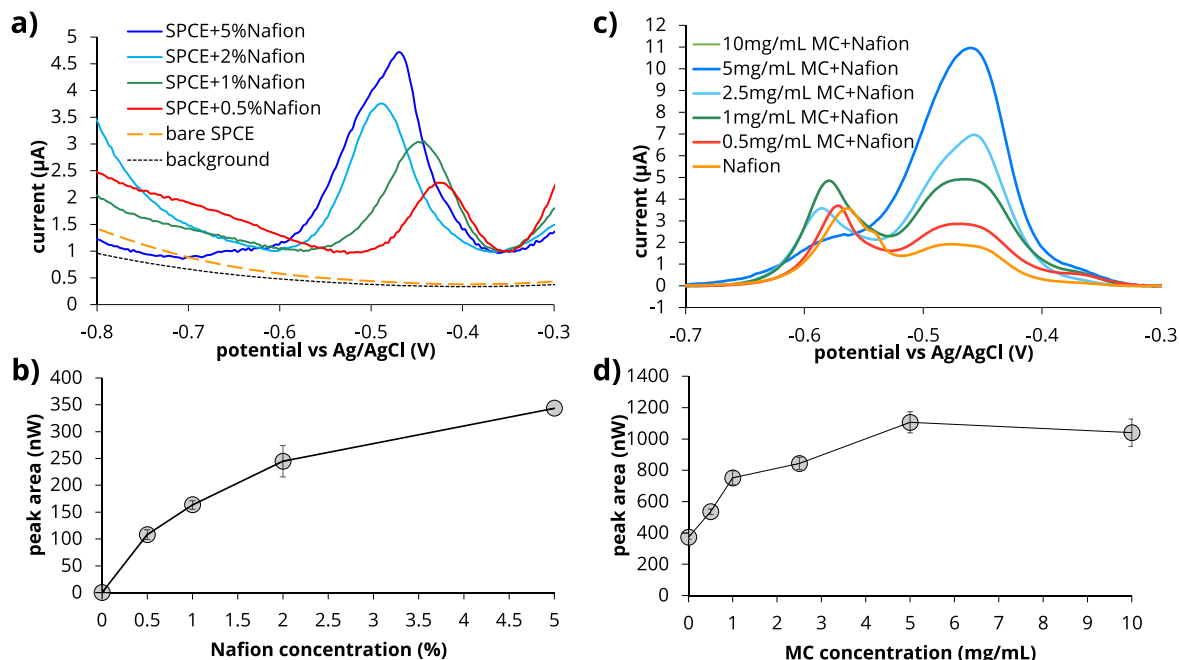 a)
SPCE+5%Nafion
SPCE+2%Nafion
SPCE+1%Nafion
SPCE+0.5%Nafion
bare SPCE
background
current (µA)
5
4.5
4
3.5
3
2.5
2
1.5
1
0.5
0
-0.8 -0.7 -0.6 -0.5 -0.4 -0.3
potential vs Ag/AgCl (V)
c)
10mg/mL MC+Nafion
5mg/mL MC+Nafion
2.5mg/mL MC+Nafion
1mg/mL MC+Nafion
0.5mg/mL MC+Nafion
Nafion
current (µA)
12
11
10
9
8
7
6
5
4
3
2
1
0
-1
-0.7 -0.6 -0.5 -0.4 -0.3
potential vs Ag/AgCl (V)
b)
peak area (nW)
400
350
300
250
200
150
100
50
0
0 0.5 1 1.5 2 2.5 3 3.5 4 4.5 5
Nafion concentration (%)
d)
peak area (nW)
1400
1200
1000
800
600
400
200
0
0 1 2 3 4 5 6 7 8 9 10
MC concentration (mg/mL)